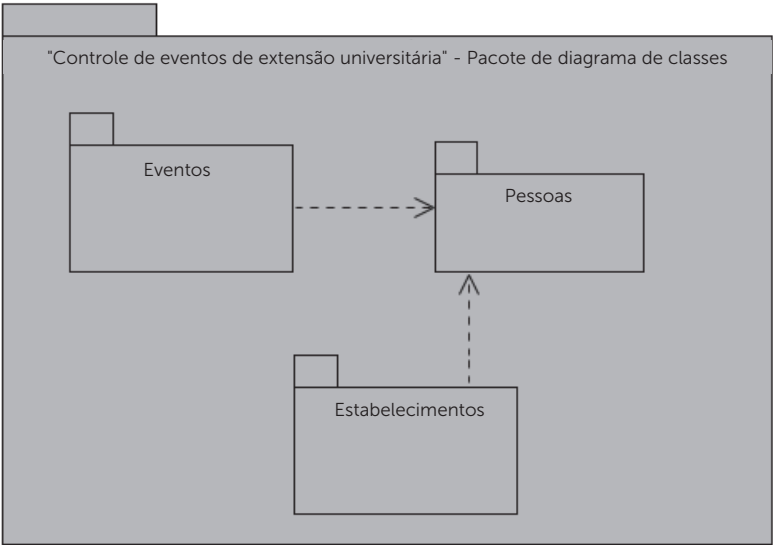 "Controle de eventos de extensão universitária" - Pacote de diagrama de classes
Eventos
Pessoas
Estabelecimentos